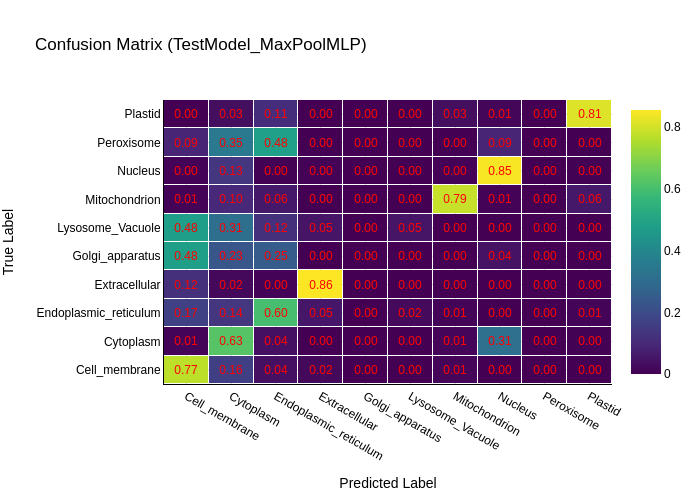 Confusion Matrix (TestModel_MaxPoolMLP)
Plastid 0.00 0.03 0.11 0.00 0.00 0.00 0.03 0.01 0.00 0.81
Peroxisome 0.09 0.35 0.48 0.00 0.00 0.00 0.00 0.09 0.00 0.00
Nucleus 0.00 0.13 0.00 0.00 0.00 0.00 0.00 0.85 0.00 0.00
Mitochondrion 0.01 0.10 0.06 0.00 0.00 0.00 0.79 0.01 0.00 0.06
Lysosome_Vacuole 0.48 0.31 0.12 0.05 0.00 0.05 0.00 0.00 0.00 0.00
Golgi_apparatus 0.48 0.23 0.25 0.00 0.00 0.00 0.00 0.04 0.00 0.00
Extracellular 0.12 0.02 0.00 0.86 0.00 0.00 0.00 0.00 0.00 0.00
Endoplasmic_reticulum 0.17 0.14 0.60 0.05 0.00 0.02 0.01 0.00 0.00 0.01
Cytoplasm 0.01 0.63 0.04 0.00 0.00 0.00 0.01 0.31 0.00 0.00
Cell_membrane 0.77 0.04 0.02 0.00 0.00 0.01 0.00 0.00 0.00
Cell_membrane Cytoplasm Endoplasmic_reticulum Extracellular Golgi_apparatus Lysosome_Vacuole Mitochondrion Nucleus Peroxisome Plastid
Predicted Label
True Label
0.8
0.6
0.4
0.2
0